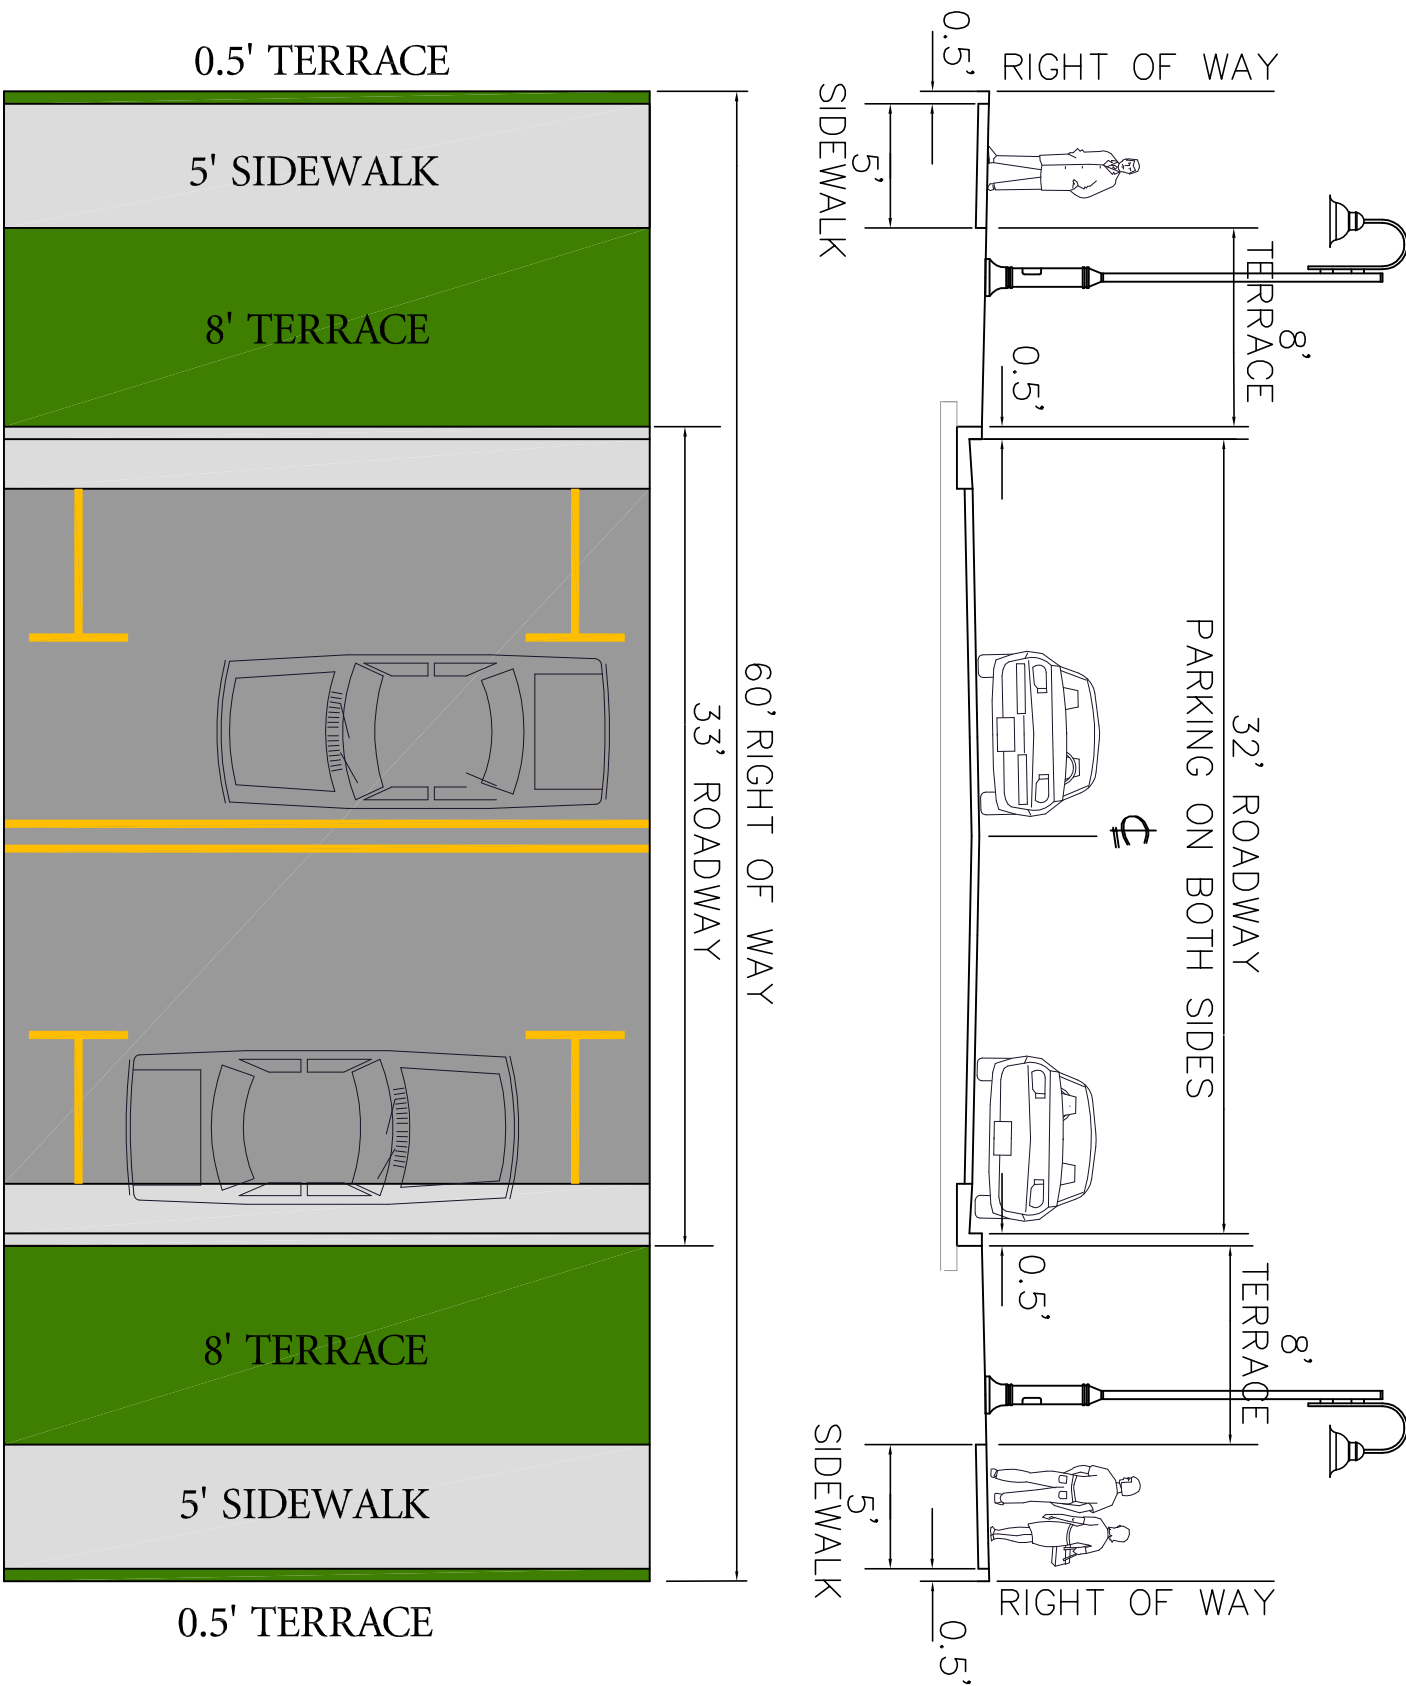 0.5' TERRACE
5' SIDEWALK
8' TERRACE
8' TERRACE
5' SIDEWALK
0.5' TERRACE
60' RIGHT OF WAY
33' ROADWAY
0.5'
RIGHT OF WAY
5'
SIDEWALK
8'
TERRACE
0.5'
32' ROADWAY
PARKING ON BOTH SIDES
℄
0.5'
8'
TERRACE
5'
SIDEWALK
RIGHT OF WAY
0.5'